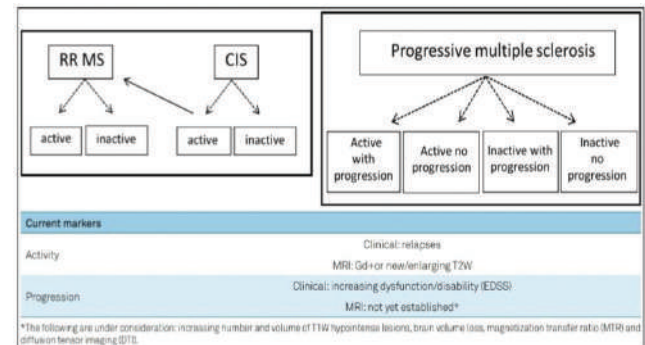 RR MS
CIS
active
inactive
active
inactive
Progressive multiple sclerosis
Active
with
progression
Active no
progression
Inactive with
progression
Inactive
no
progression
Current markers
Activity
Clinical: relapses
MRI: Gd+ or new/enlarging T2W
Progression
Clinical: increasing dysfunction/disability (EDSS)
MRI: not yet established*
*The following are under consideration: increasing number and volume of T1W hypointense lesions, brain volume loss, magnetization transfer ratio (MTR) and
diffusion tensor imaging (DTI).